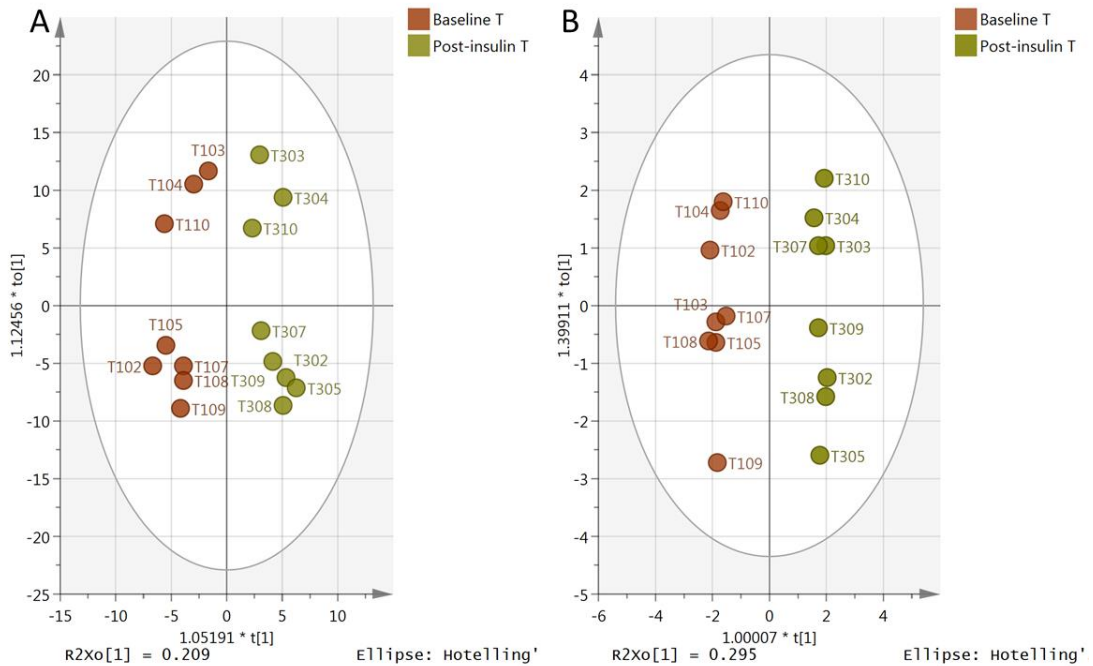 A
Baseline T
Post-insulin T
20
15
10
5
0
-5
-10
-15
-20
-25
-15
-10
-5
0
5
10
1.12456 * to[1]
1.05191 * t[1]
T103
T303
T104
T304
T110
T310
T105
T307
T102
T107
T302
T108
T309
T305
T109
T308
R2Xo[1] = 0.209
Ellipse: Hotelling'
B
Baseline T
Post-insulin T
4
3
2
1
0
-1
-2
-3
-4
-5
-6
-4
-2
0
2
4
1.39911 * to[1]
1.00007 * t[1]
T310
T110
T104
T304
T307
T303
T102
T103
T107
T309
T108
T105
T302
T308
T109
T305
R2Xo[1] = 0.295
Ellipse: Hotelling'